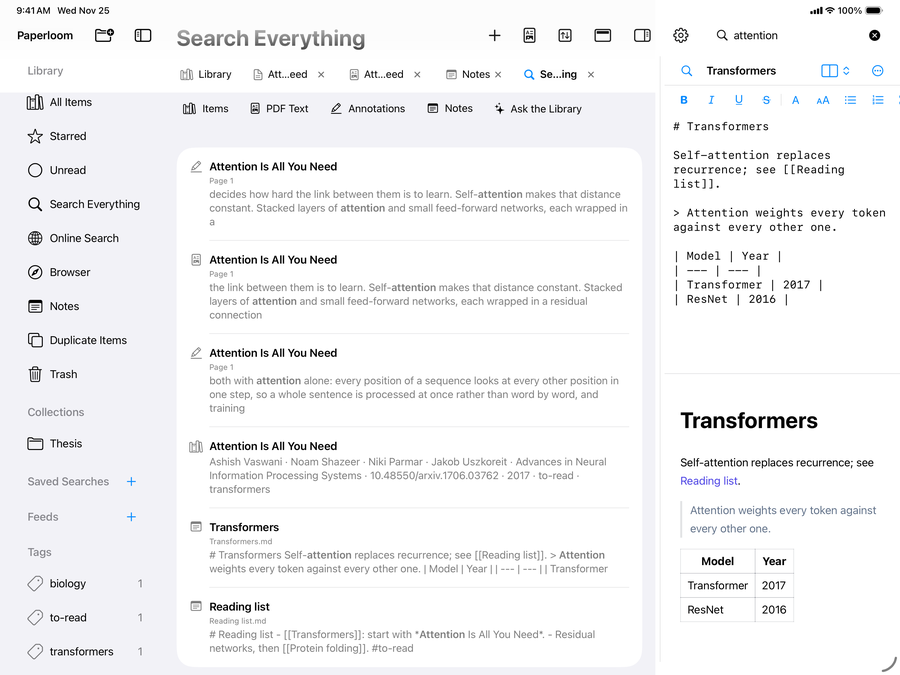 9:41 AM Wed Nov 25
100%
Paperloom
Search Everything
attention
Library
Att...eed
Att...eed
Notes
Se...ing
Transformers
Items
PDF Text
Annotations
Notes
Ask the Library
B I U S A AA
Library
All Items
Starred
Unread
Search Everything
Online Search
Browser
Notes
Duplicate Items
Trash
Collections
Thesis
Saved Searches
Feeds
Tags
biology 1
to-read 1
transformers 1
Attention Is All You Need
Page 1
decides how hard the link between them is to learn. Self-attention makes that distance
constant. Stacked layers of attention and small feed-forward networks, each wrapped in
a
Attention Is All You Need
Page 1
the link between them is to learn. Self-attention makes that distance constant. Stacked
layers of attention and small feed-forward networks, each wrapped in a residual
connection
Attention Is All You Need
Page 1
both with attention alone: every position of a sequence looks at every other position in
one step, so a whole sentence is processed at once rather than word by word, and
training
Attention Is All You Need
Ashish Vaswani · Noam Shazeer · Niki Parmar · Jakob Uszkoreit · Advances in Neural
Information Processing Systems · 10.48550/arxiv.1706.03762 · 2017 · to-read ·
transformers
Transformers
Transformers.md
# Transformers Self-attention replaces recurrence; see [[Reading list]]. > Attention
weights every token against every other one. | Model | Year | | --- | --- | | Transformer
Reading list
Reading list.md
# Reading list - [[Transformers]]: start with *Attention Is All You Need*. - Residual
networks, then [[Protein folding]]. #to-read
# Transformers
Self-attention replaces
recurrence; see [[Reading
list]].
> Attention weights every token
against every other one.
| Model | Year |
| --- | --- |
| Transformer | 2017 |
| ResNet | 2016 |
Transformers
Self-attention replaces recurrence; see
Reading list.
Attention weights every token against
every other one.
Model Year
Transformer 2017
ResNet 2016